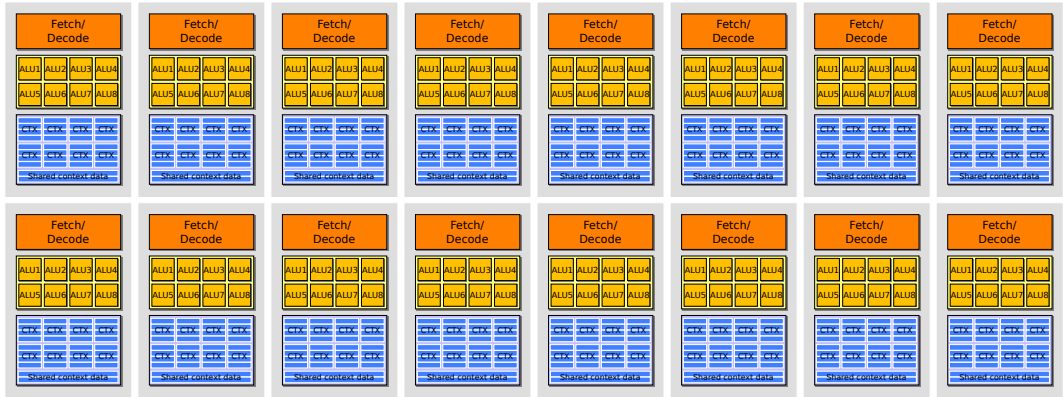 Fetch/
Decode
ALU1 ALU2 ALU3 ALU4
ALU5 ALU6 ALU7 ALU8
CTX CTX CTX CTX
CTX CTX CTX CTX
Shared context data
Fetch/
Decode
ALU1 ALU2 ALU3 ALU4
ALU5 ALU6 ALU7 ALU8
CTX CTX CTX CTX
CTX CTX CTX CTX
Shared context data
Fetch/
Decode
ALU1 ALU2 ALU3 ALU4
ALU5 ALU6 ALU7 ALU8
CTX CTX CTX CTX
CTX CTX CTX CTX
Shared context data
Fetch/
Decode
ALU1 ALU2 ALU3 ALU4
ALU5 ALU6 ALU7 ALU8
CTX CTX CTX CTX
CTX CTX CTX CTX
Shared context data
Fetch/
Decode
ALU1 ALU2 ALU3 ALU4
ALU5 ALU6 ALU7 ALU8
CTX CTX CTX CTX
CTX CTX CTX CTX
Shared context data
Fetch/
Decode
ALU1 ALU2 ALU3 ALU4
ALU5 ALU6 ALU7 ALU8
CTX CTX CTX CTX
CTX CTX CTX CTX
Shared context data
Fetch/
Decode
ALU1 ALU2 ALU3 ALU4
ALU5 ALU6 ALU7 ALU8
CTX CTX CTX CTX
CTX CTX CTX CTX
Shared context data
Fetch/
Decode
ALU1 ALU2 ALU3 ALU4
ALU5 ALU6 ALU7 ALU8
CTX CTX CTX CTX
CTX CTX CTX CTX
Shared context data
Fetch/
Decode
ALU1 ALU2 ALU3 ALU4
ALU5 ALU6 ALU7 ALU8
CTX CTX CTX CTX
CTX CTX CTX CTX
Shared context data
Fetch/
Decode
ALU1 ALU2 ALU3 ALU4
ALU5 ALU6 ALU7 ALU8
CTX CTX CTX CTX
CTX CTX CTX CTX
Shared context data
Fetch/
Decode
ALU1 ALU2 ALU3 ALU4
ALU5 ALU6 ALU7 ALU8
CTX CTX CTX CTX
CTX CTX CTX CTX
Shared context data
Fetch/
Decode
ALU1 ALU2 ALU3 ALU4
ALU5 ALU6 ALU7 ALU8
CTX CTX CTX CTX
CTX CTX CTX CTX
Shared context data
Fetch/
Decode
ALU1 ALU2 ALU3 ALU4
ALU5 ALU6 ALU7 ALU8
CTX CTX CTX CTX
CTX CTX CTX CTX
Shared context data
Fetch/
Decode
ALU1 ALU2 ALU3 ALU4
ALU5 ALU6 ALU7 ALU8
CTX CTX CTX CTX
CTX CTX CTX CTX
Shared context data
Fetch/
Decode
ALU1 ALU2 ALU3 ALU4
ALU5 ALU6 ALU7 ALU8
CTX CTX CTX CTX
CTX CTX CTX CTX
Shared context data
Fetch/
Decode
ALU1 ALU2 ALU3 ALU4
ALU5 ALU6 ALU7 ALU8
CTX CTX CTX CTX
CTX CTX CTX CTX
Shared context data